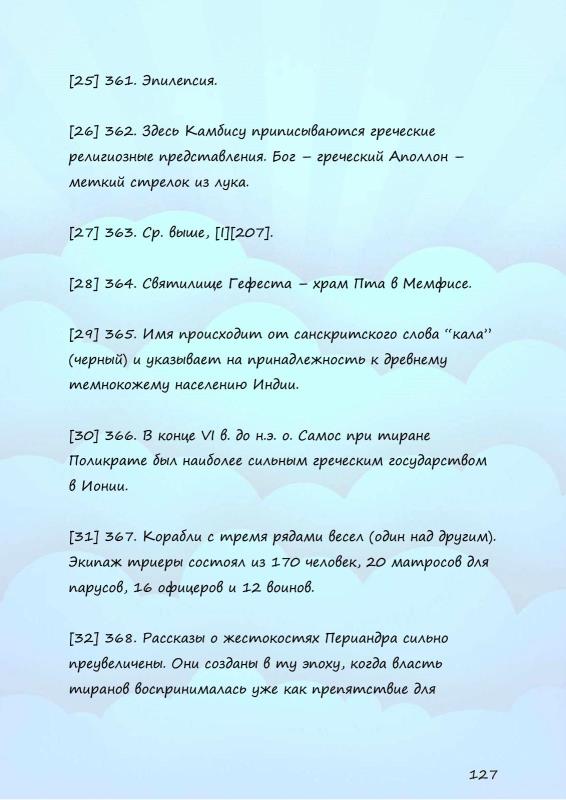 [25] 361. Эпилепсия.
[26] 362. Здесь Камбису приписываются греческие
религиозные представления. Бог – греческий Аполлон –
меткий стрелок из лука.
[27] 363. Ср. выше, [I][207].
[28] 364. Святилище Гефеста – храм Пта в Мемфисе.
[29] 365. Имя происходит от санскритского слова “кала”
(черный) и указывает на принадлежность к древнему
темнокожему населению Индии.
[30] 366. В конце VI в. до н.э. о. Самос при тиране
Поликрате был наиболее сильным греческим государством
в Ионии.
[31] 367. Корабли с тремя рядами весел (один над другим).
Экипаж триеры состоял из 170 человек, 20 матросов для
парусов, 16 офицеров и 12 воинов.
[32] 368. Рассказы о жестокостях Периандра сильно
преувеличены. Они созданы в ту эпоху, когда власть
тиранов воспринималась уже как препятствие для
127